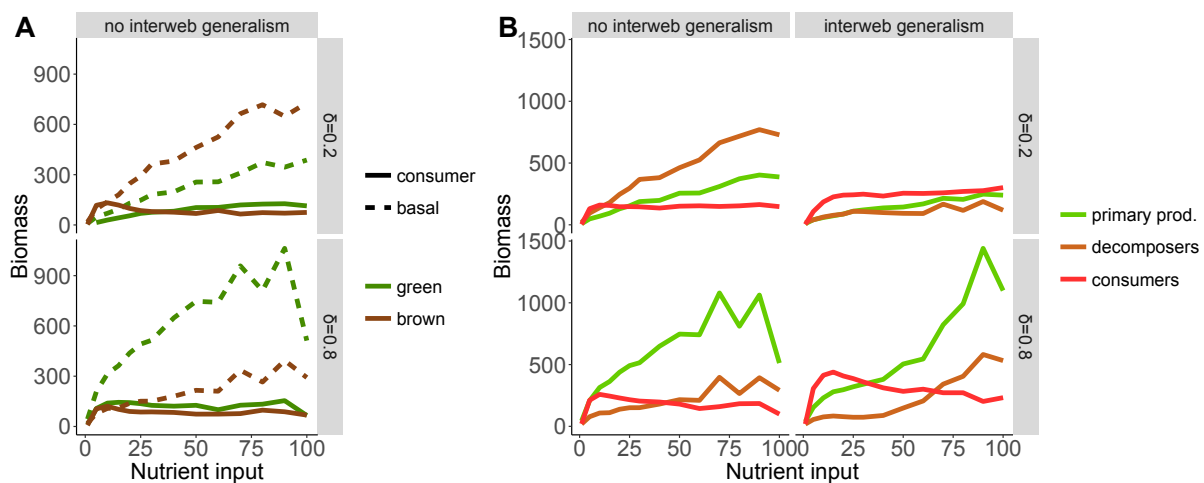 A
no interweb generalism
Biomass
900
600
300
0
δ=0.2
900
600
300
0
δ=0.8
0 25 50 75 100
Nutrient input
consumer
basal
green
brown
B
no interweb generalism interweb generalism
Biomass
1500
1000
500
0
δ=0.2
1500
1000
500
0
δ=0.8
0 25 50 75 100 0 25 50 75 100
Nutrient input
primary prod.
decomposers
consumers